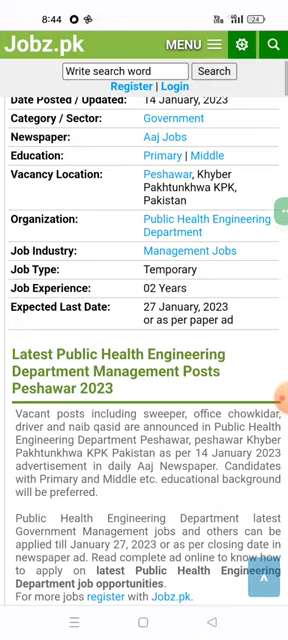 8:44
24
Jobz.pk MENU
Write search word Search
Register | Login
Date Posted / Updated: 14 January, 2023
Category / Sector: Government
Newspaper: Aaj Jobs
Education: Primary | Middle
Vacancy Location: Peshawar, Khyber
Pakhtunkhwa KPK,
Pakistan
Organization: Public Health Engineering
Department
Job Industry: Management Jobs
Job Type: Temporary
Job Experience: 02 Years
Expected Last Date: 27 January, 2023
or as per paper ad
Latest Public Health Engineering
Department Management Posts
Peshawar 2023
Vacant posts including sweeper, office chowkidar,
driver and naib qasid are announced in Public Health
Engineering Department Peshawar, peshawar Khyber
Pakhtunkhwa KPK Pakistan as per 14 January 2023
advertisement in daily Aaj Newspaper. Candidates
with Primary and Middle etc. educational background
will be preferred.
Public Health Engineering Department latest
Government Management jobs and others can be
applied till January 27, 2023 or as per closing date in
newspaper ad. Read complete ad online to know how
to apply on latest Public Health Engineering
Department job opportunities.
For more jobs register with Jobz.pk.